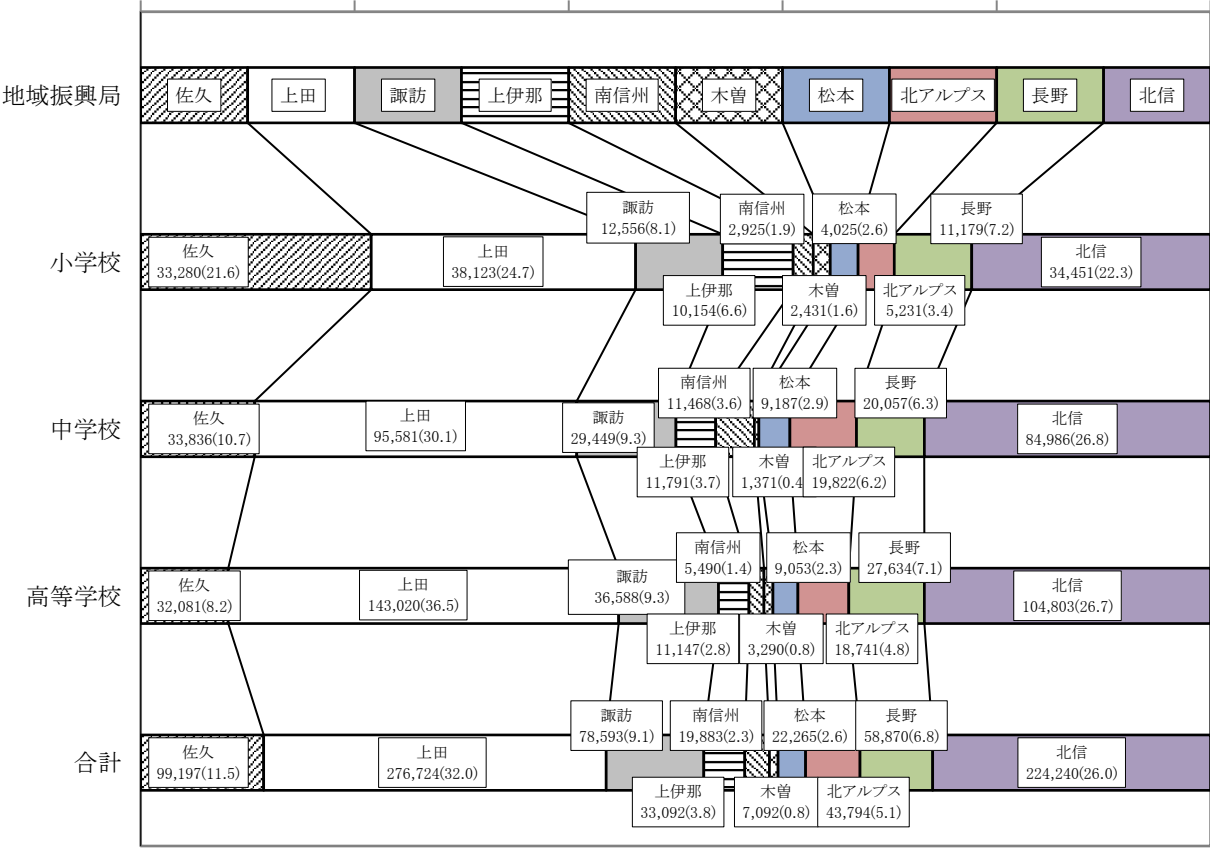 地域振興局
佐久
上田
諏訪
上伊那
南信州
木曽
松本
北アルプス
長野
北信
小学校
佐久
33,280(21.6)
上田
38,123(24.7)
諏訪
12,556(8.1)
上伊那
10,154(6.6)
南信州
2,925(1.9)
木曽
2,431(1.6)
松本
4,025(2.6)
北アルプス
5,231(3.4)
長野
11,179(7.2)
北信
34,451(22.3)
中学校
佐久
33,836(10.7)
上田
95,581(30.1)
諏訪
29,449(9.3)
上伊那
11,791(3.7)
南信州
11,468(3.6)
木曽
1,371(0.4
松本
9,187(2.9)
北アルプス
19,822(6.2)
長野
20,057(6.3)
北信
84,986(26.8)
高等学校
佐久
32,081(8.2)
上田
143,020(36.5)
諏訪
36,588(9.3)
上伊那
11,147(2.8)
南信州
5,490(1.4)
木曽
3,290(0.8)
松本
9,053(2.3)
北アルプス
18,741(4.8)
長野
27,634(7.1)
北信
104,803(26.7)
合計
佐久
99,197(11.5)
上田
276,724(32.0)
諏訪
78,593(9.1)
上伊那
33,092(3.8)
南信州
19,883(2.3)
木曽
7,092(0.8)
松本
22,265(2.6)
北アルプス
43,794(5.1)
長野
58,870(6.8)
北信
224,240(26.0)